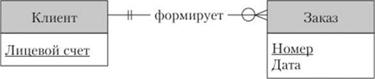 Клиент
формирует
Заказ
Лицевой счет
Номер
Дата